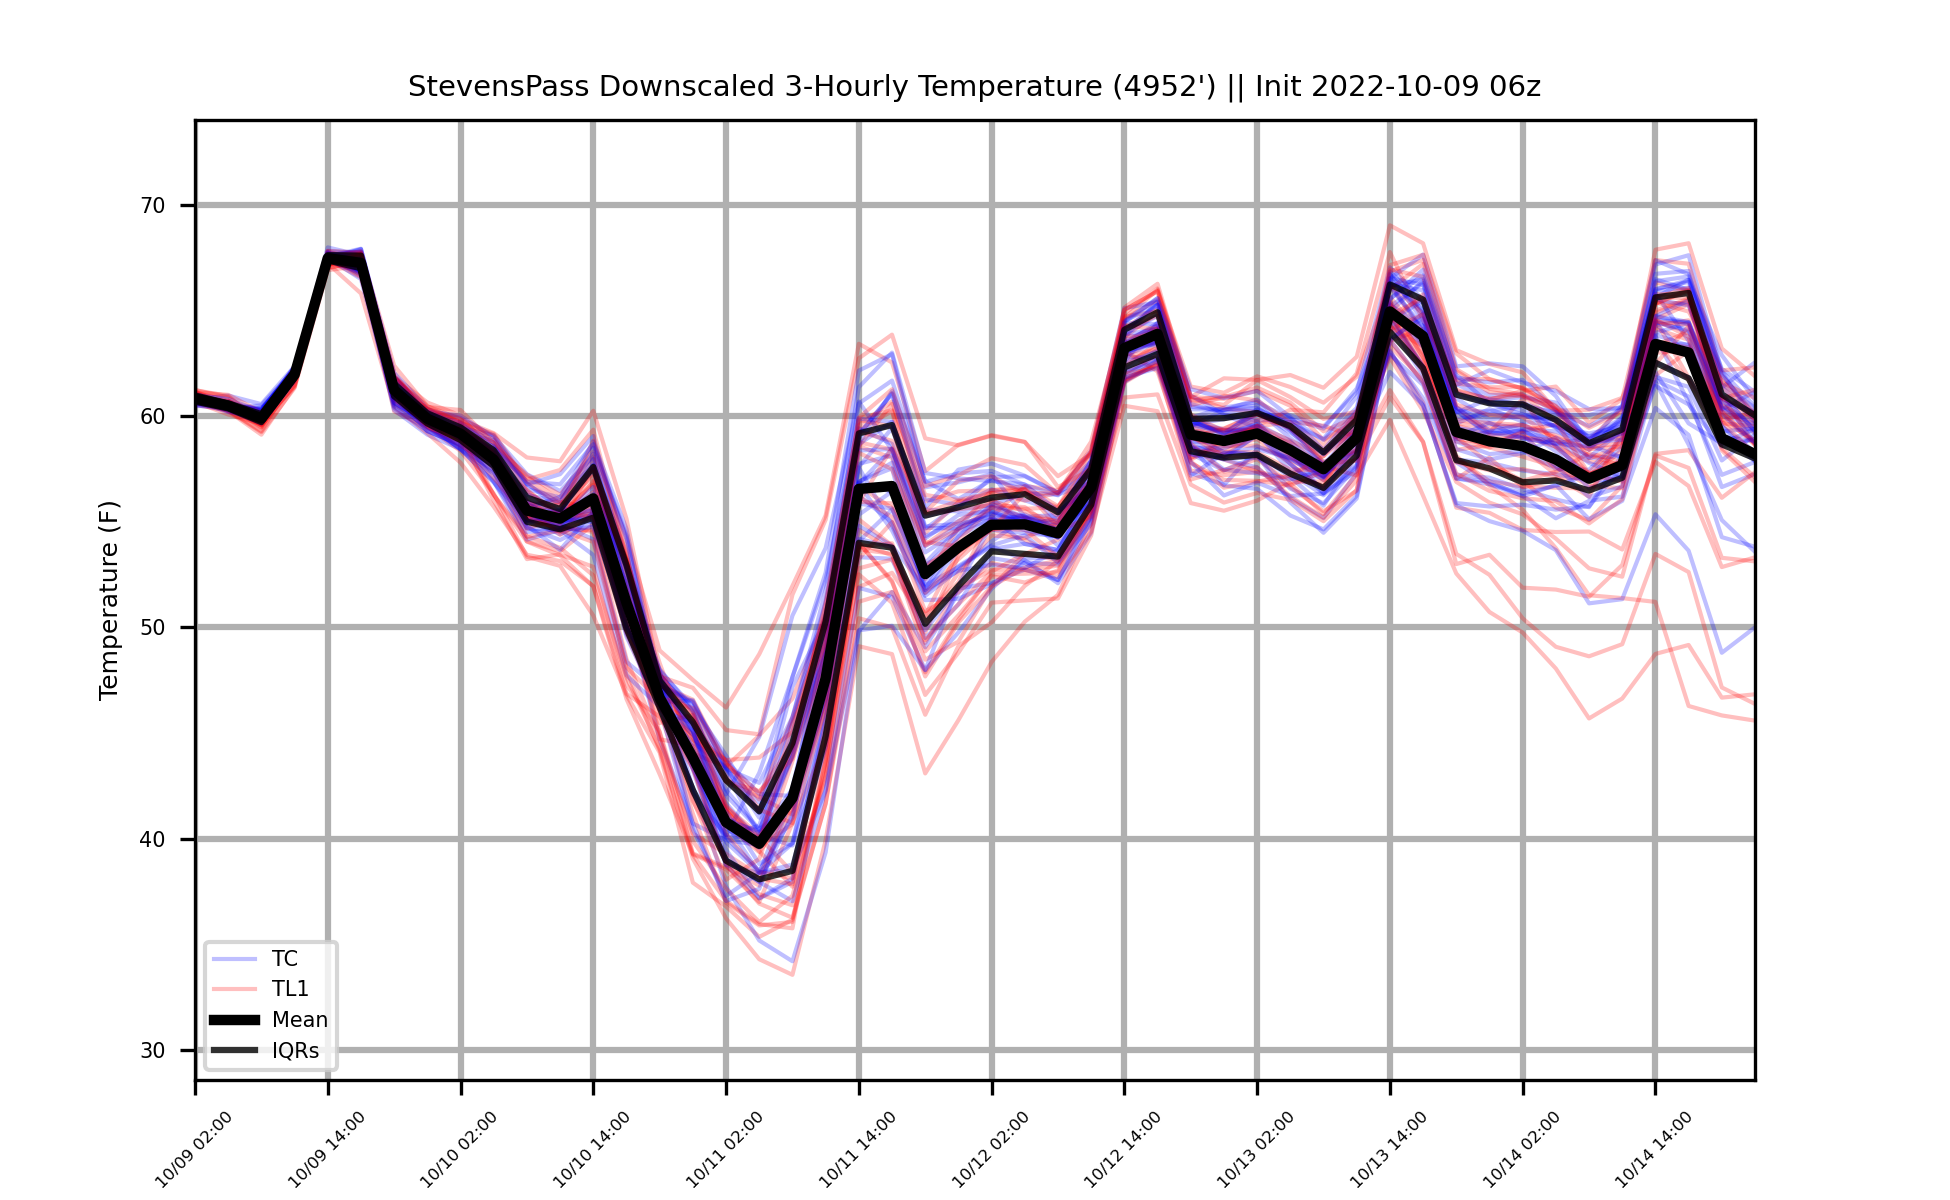 StevensPass Downscaled 3-Hourly Temperature (4952') || Init 2022-10-09 06z
Temperature (F)
70
60
50
40
30
TC
TL1
Mean
IQRs
10/09 02:00
10/09 14:00
10/10 02:00
10/10 14:00
10/11 02:00
10/11 14:00
10/12 02:00
10/12 14:00
10/13 02:00
10/13 14:00
10/14 02:00
10/14 14:00